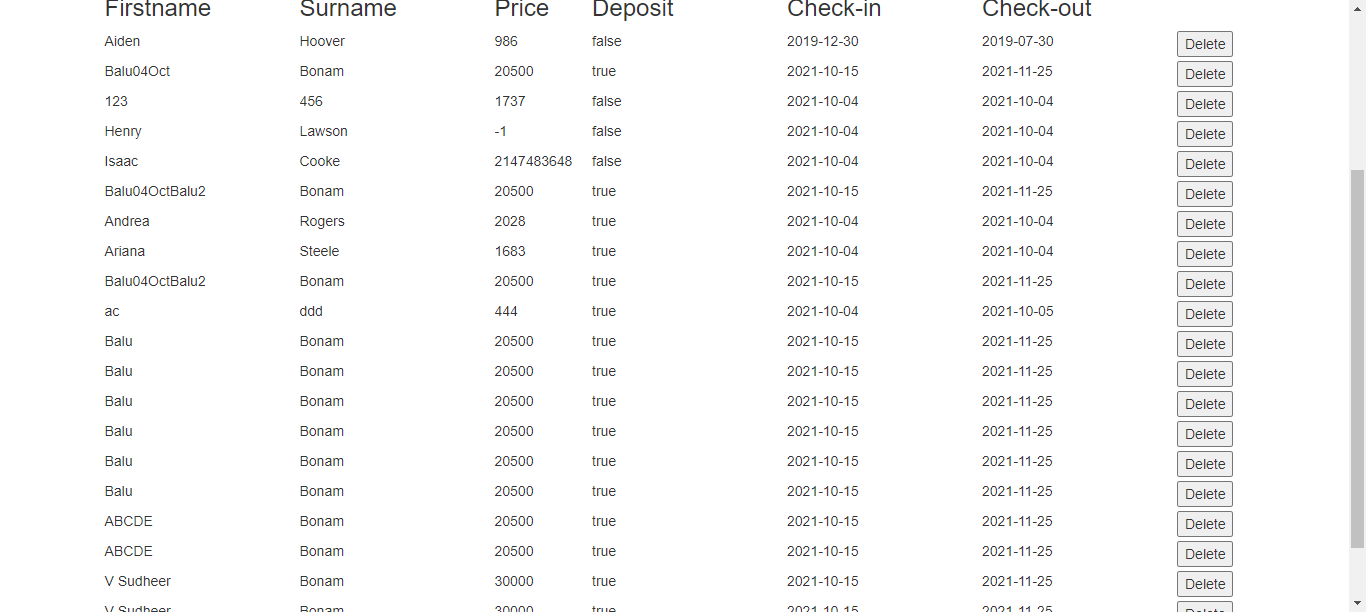 Firstname Surname Price Deposit Check-in Check-out
Aiden Hoover 986 false 2019-12-30 2019-07-30 Delete
Balu04Oct Bonam 20500 true 2021-10-15 2021-11-25 Delete
123 456 1737 false 2021-10-04 2021-10-04 Delete
Henry Lawson -1 false 2021-10-04 2021-10-04 Delete
Isaac Cooke 2147483648 false 2021-10-04 2021-10-04 Delete
Balu04OctBalu2 Bonam 20500 true 2021-10-15 2021-11-25 Delete
Andrea Rogers 2028 true 2021-10-04 2021-10-04 Delete
Ariana Steele 1683 true 2021-10-04 2021-10-04 Delete
Balu04OctBalu2 Bonam 20500 true 2021-10-15 2021-11-25 Delete
ac ddd 444 true 2021-10-04 2021-10-05 Delete
Balu Bonam 20500 true 2021-10-15 2021-11-25 Delete
Balu Bonam 20500 true 2021-10-15 2021-11-25 Delete
Balu Bonam 20500 true 2021-10-15 2021-11-25 Delete
Balu Bonam 20500 true 2021-10-15 2021-11-25 Delete
Balu Bonam 20500 true 2021-10-15 2021-11-25 Delete
Balu Bonam 20500 true 2021-10-15 2021-11-25 Delete
ABCDE Bonam 20500 true 2021-10-15 2021-11-25 Delete
ABCDE Bonam 20500 true 2021-10-15 2021-11-25 Delete
V Sudheer Bonam 30000 true 2021-10-15 2021-11-25 Delete
V Sudheer Bonam 30000 true 2021-10-15 2021-11-25